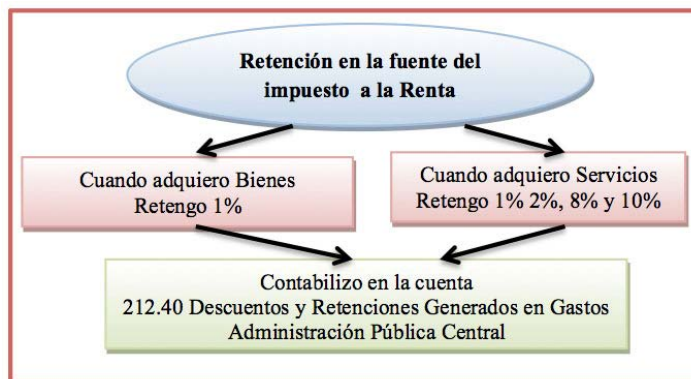 Retención en la fuente del
impuesto a la Renta
Cuando adquiero Bienes
Retengo 1%
Cuando adquiero Servicios
Retengo 1% 2%, 8% y 10%
Contabilizo en la cuenta
212.40 Descuentos y Retenciones Generados en Gastos
Administración Pública Central